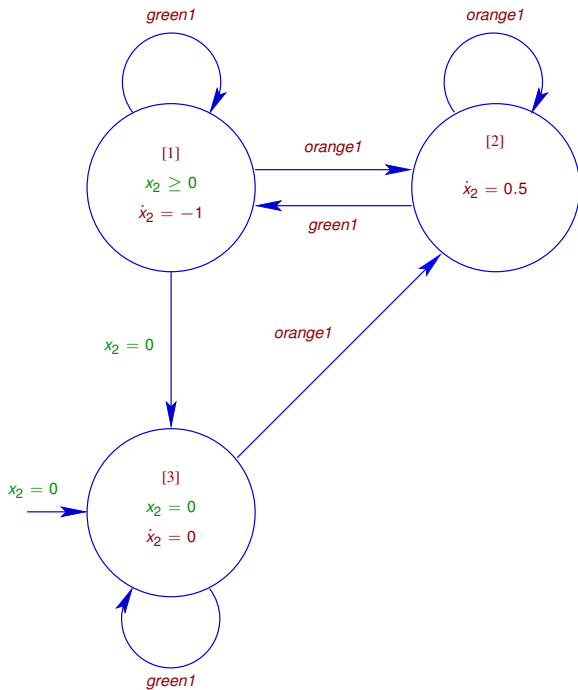 green1
orange1
[1]
x₂ ≥ 0
ẋ₂ = −1
orange1
green1
[2]
ẋ₂ = 0.5
x₂ = 0
orange1
x₂ = 0
[3]
x₂ = 0
ẋ₂ = 0
green1